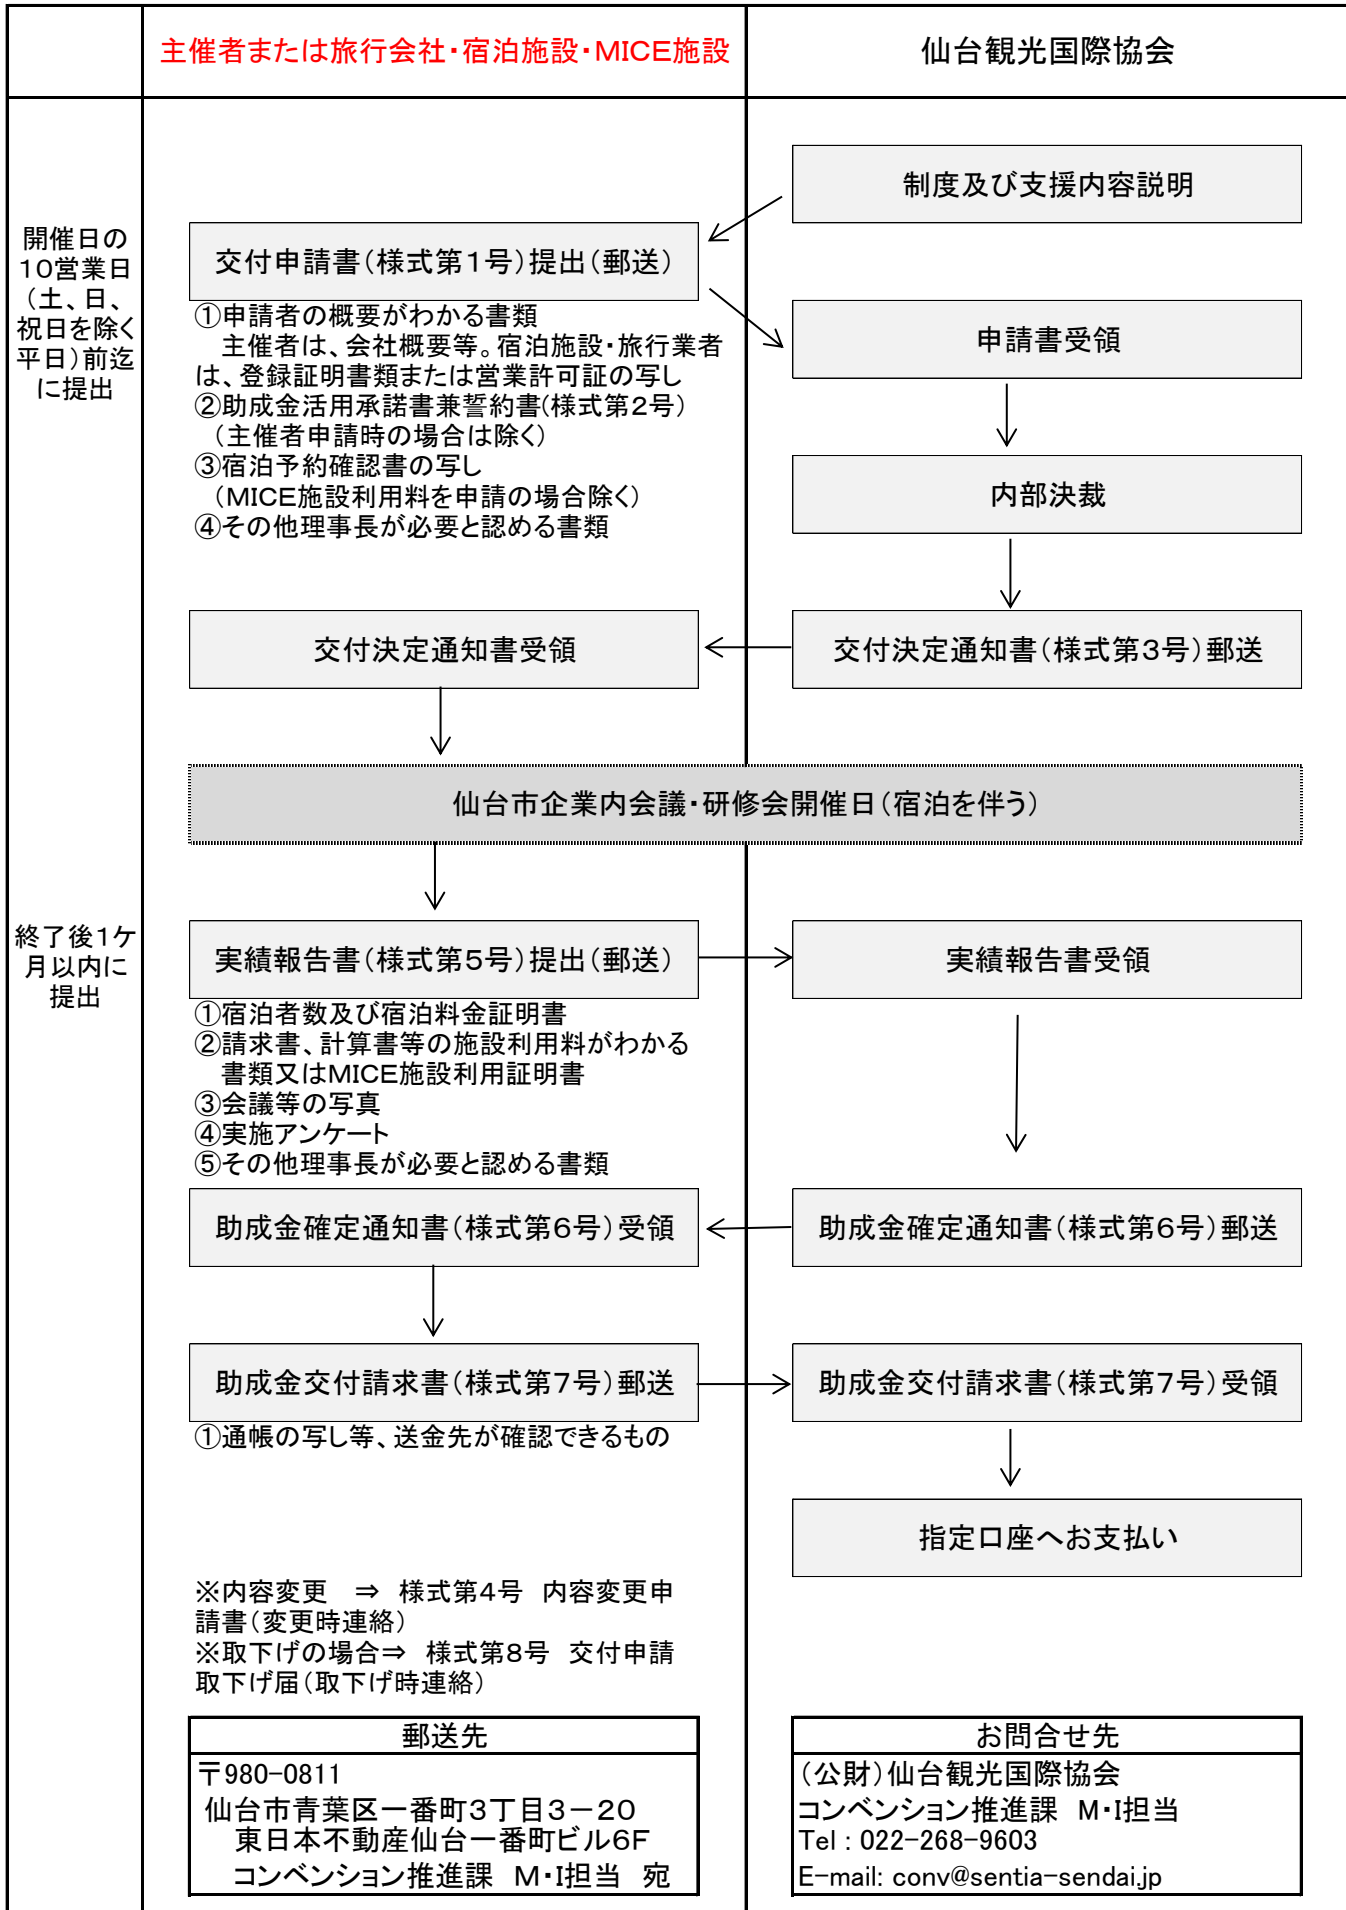 主催者または旅行会社・宿泊施設・MICE施設
仙台観光国際協会
制度及び支援内容説明
開催日の
10営業日
（土、日、
祝日を除く
平日）前迄
に提出
交付申請書（様式第1号）提出（郵送）
①申請者の概要がわかる書類
主催者は、会社概要等。宿泊施設・旅行業者
は、登録証明書類または営業許可証の写し
②助成金活用承諾書兼誓約書(様式第2号)
（主催者申請時の場合は除く）
③宿泊予約確認書の写し
（MICE施設利用料を申請の場合除く）
④その他理事長が必要と認める書類
申請書受領
内部決裁
交付決定通知書受領
交付決定通知書（様式第3号）郵送
仙台市企業内会議・研修会開催日（宿泊を伴う）
終了後1ケ
月以内に
提出
実績報告書（様式第5号）提出（郵送）
実績報告書受領
①宿泊者数及び宿泊料金証明書
②請求書、計算書等の施設利用料がわかる
書類又はMICE施設利用証明書
③会議等の写真
④実施アンケート
⑤その他理事長が必要と認める書類
助成金確定通知書（様式第6号）受領
助成金確定通知書（様式第6号）郵送
助成金交付請求書（様式第7号）郵送
助成金交付請求書（様式第7号）受領
①通帳の写し等、送金先が確認できるもの
指定口座へお支払い
※内容変更　⇒　様式第4号　内容変更申
請書（変更時連絡）
※取下げの場合⇒　様式第8号　交付申請
取下げ届（取下げ時連絡）
郵送先
〒980-0811
仙台市青葉区一番町3丁目3－20
東日本不動産仙台一番町ビル6F
コンベンション推進課　M・I担当　宛
お問合せ先
（公財）仙台観光国際協会
コンベンション推進課　M・I担当
Tel : 022-268-9603
E-mail: conv@sentia-sendai.jp